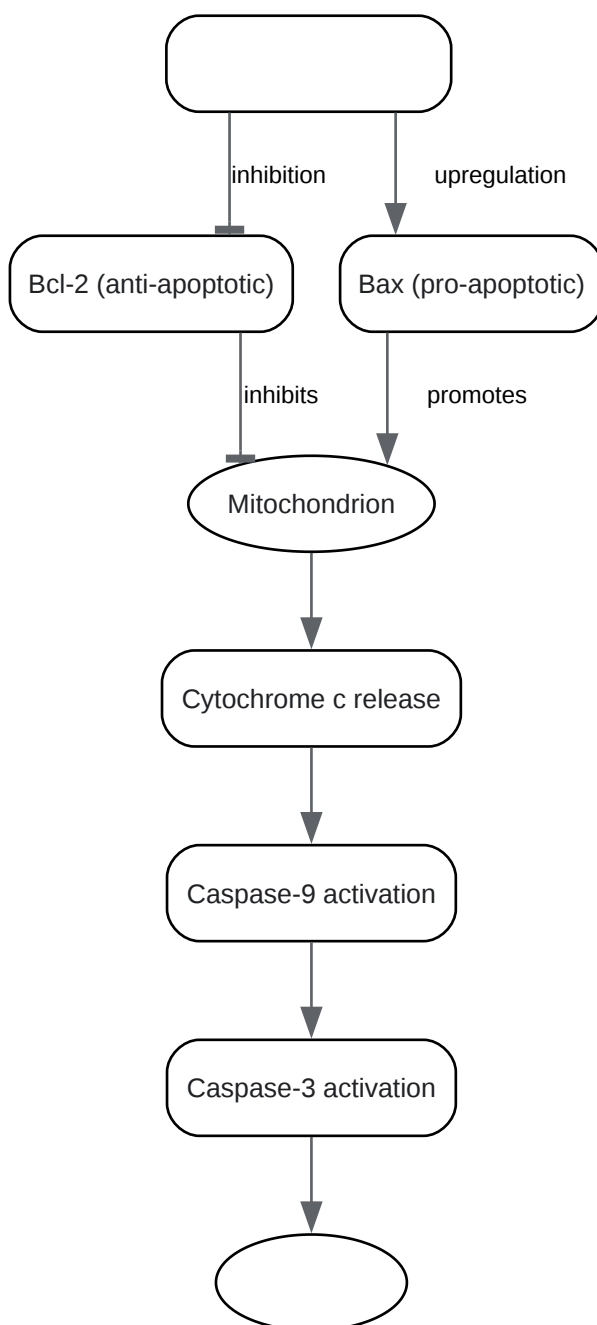 inhibition
upregulation
Bcl-2 (anti-apoptotic)
Bax (pro-apoptotic)
inhibits
promotes
Mitochondrion
Cytochrome c release
Caspase-9 activation
Caspase-3 activation